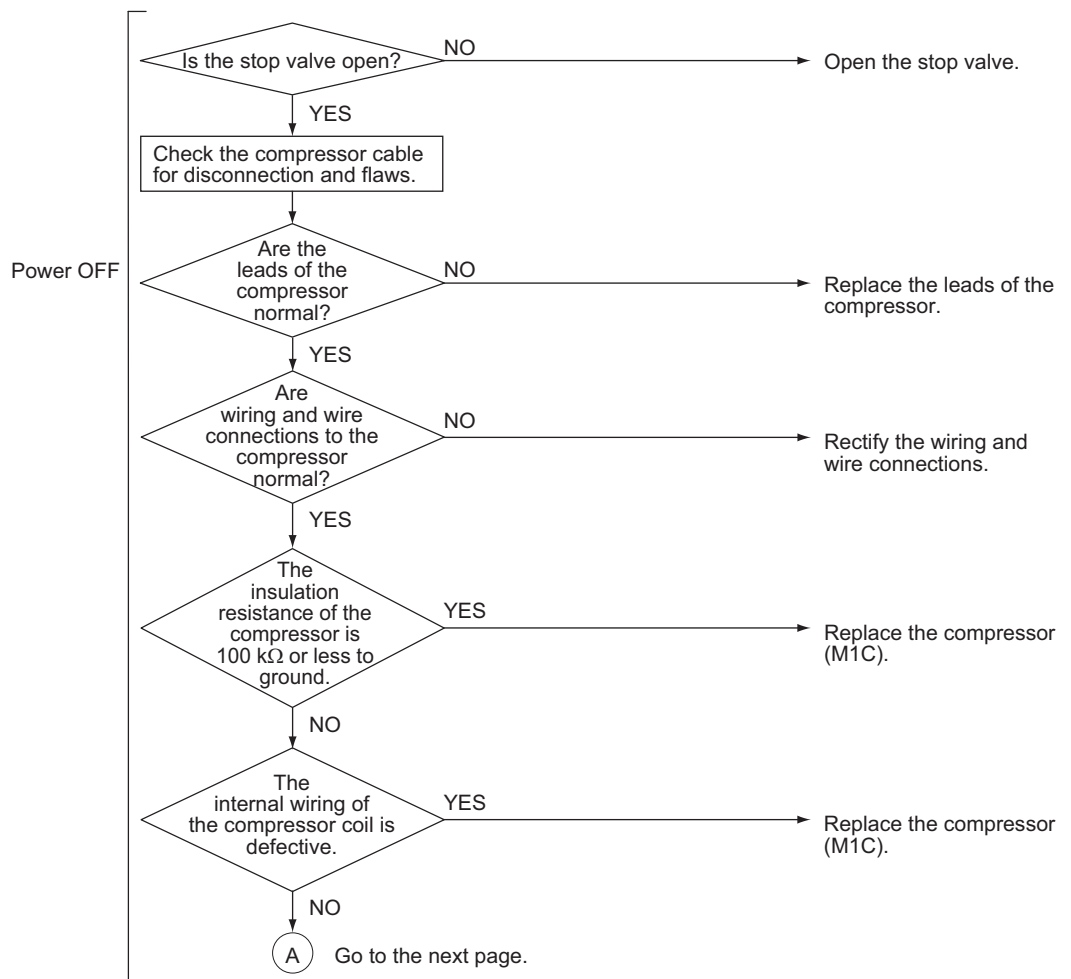 Is the stop valve open?
NO
Open the stop valve.
YES
Check the compressor cable
for disconnection and flaws.
Power OFF
Are the
leads of the
compressor
normal?
NO
Replace the leads of the
compressor.
YES
Are
wiring and wire
connections to the
compressor
normal?
NO
Rectify the wiring and
wire connections.
YES
The
insulation
resistance of the
compressor is
100 kΩ or less to
ground.
YES
Replace the compressor
(M1C).
NO
The
internal wiring of
the compressor coil is
defective.
YES
Replace the compressor
(M1C).
NO
A
Go to the next page.